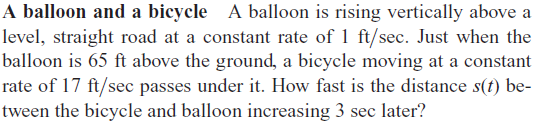 A balloon and a bicycle A balloon is rising vertically above a
level, straight road at a constant rate of 1 ft/sec. Just when the
balloon is 65 ft above the ground, a bicycle moving at a constant
rate of 17 ft/sec passes under it. How fast is the distance s(t) be-
tween the bicycle and balloon increasing 3 sec later?